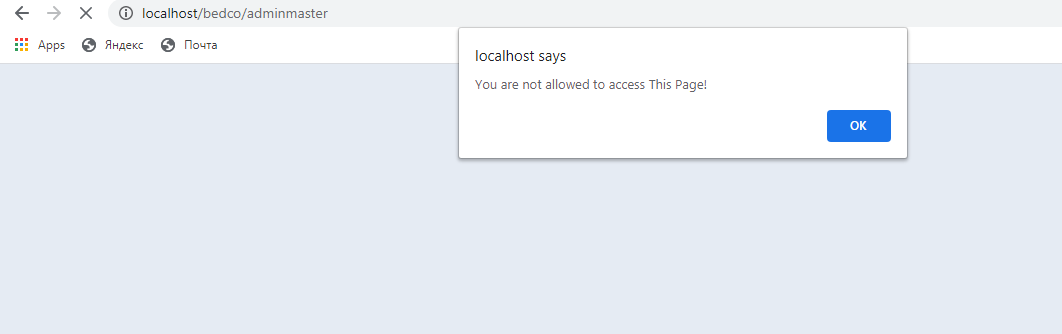 localhost/bedco/adminmaster
Apps Яндекс Почта
localhost says
You are not allowed to access This Page!
OK